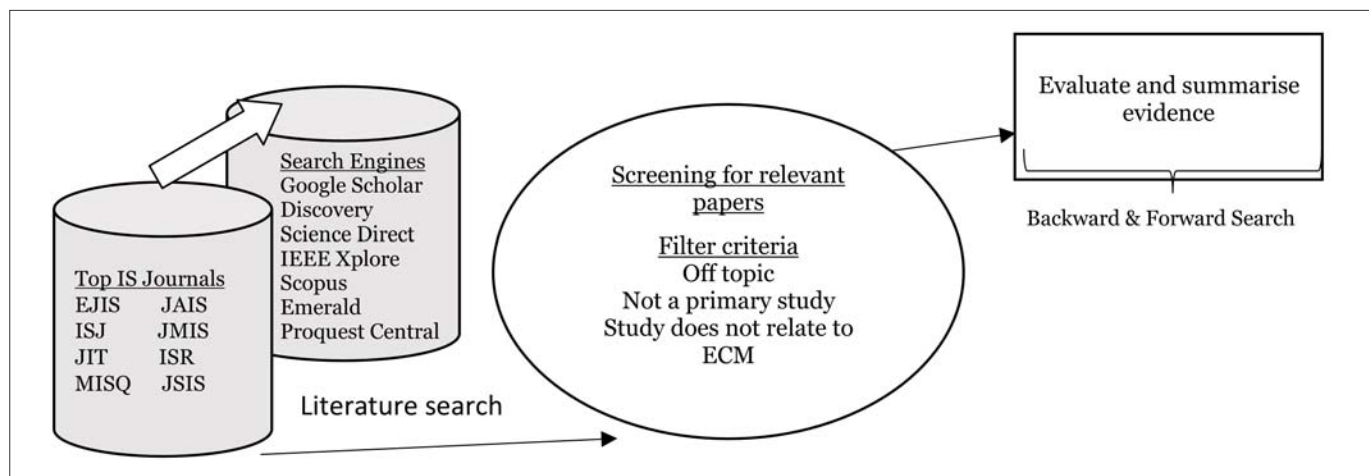 Top IS Journals
EJIS JAIS
ISJ JMIS
JIT ISR
MISQ JSIS
Search Engines
Google Scholar
Discovery
Science Direct
IEEE Xplore
Scopus
Emerald
Proquest Central
Literature search
Screening for relevant
papers
Filter criteria
Off topic
Not a primary study
Study does not relate to
ECM
Evaluate and summarise
evidence
Backward & Forward Search